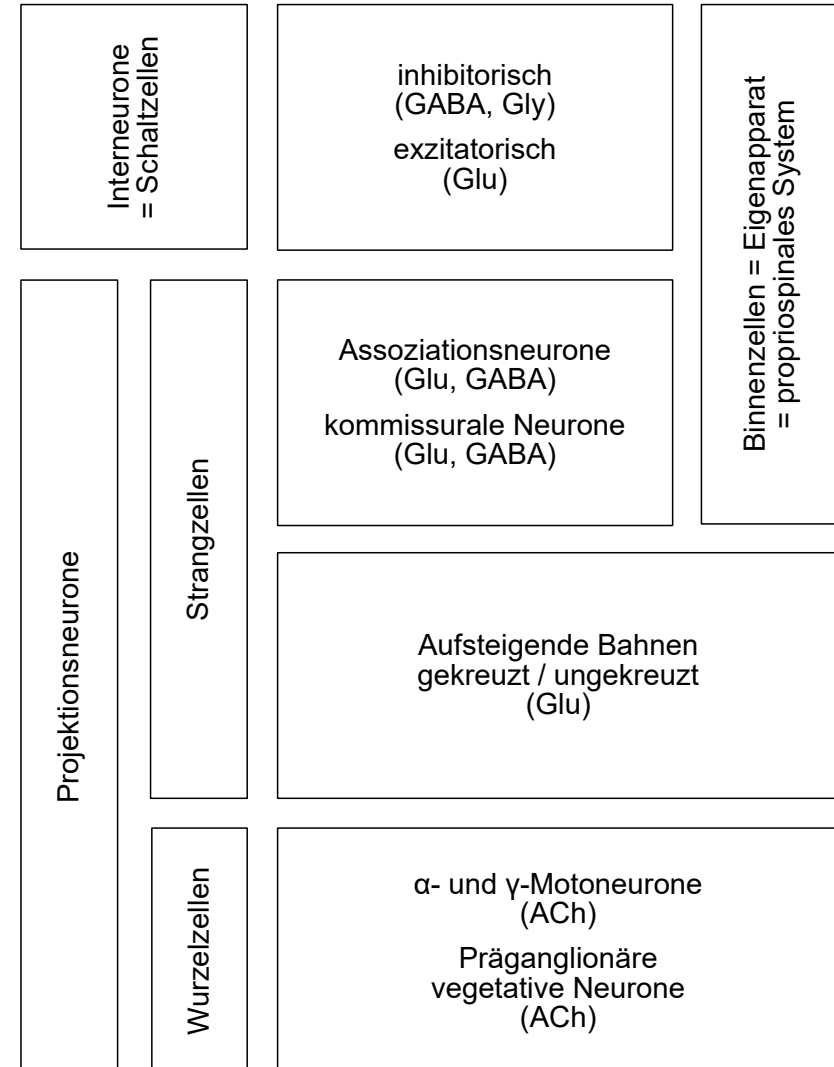 Interneurone
= Schaltzellen
inhibitorisch
(GABA, Gly)
exzitatorisch
(Glu)
Binnenzellen = Eigenapparat
= propriospinales System
Projektionsneurone
Strangzellen
Assoziationsneurone
(Glu, GABA)
kommissurale Neurone
(Glu, GABA)
Aufsteigende Bahnen
gekreuzt / ungekreuzt
(Glu)
Wurzelzellen
α- und γ-Motoneurone
(ACh)
Präganglionäre
vegetative Neurone
(ACh)